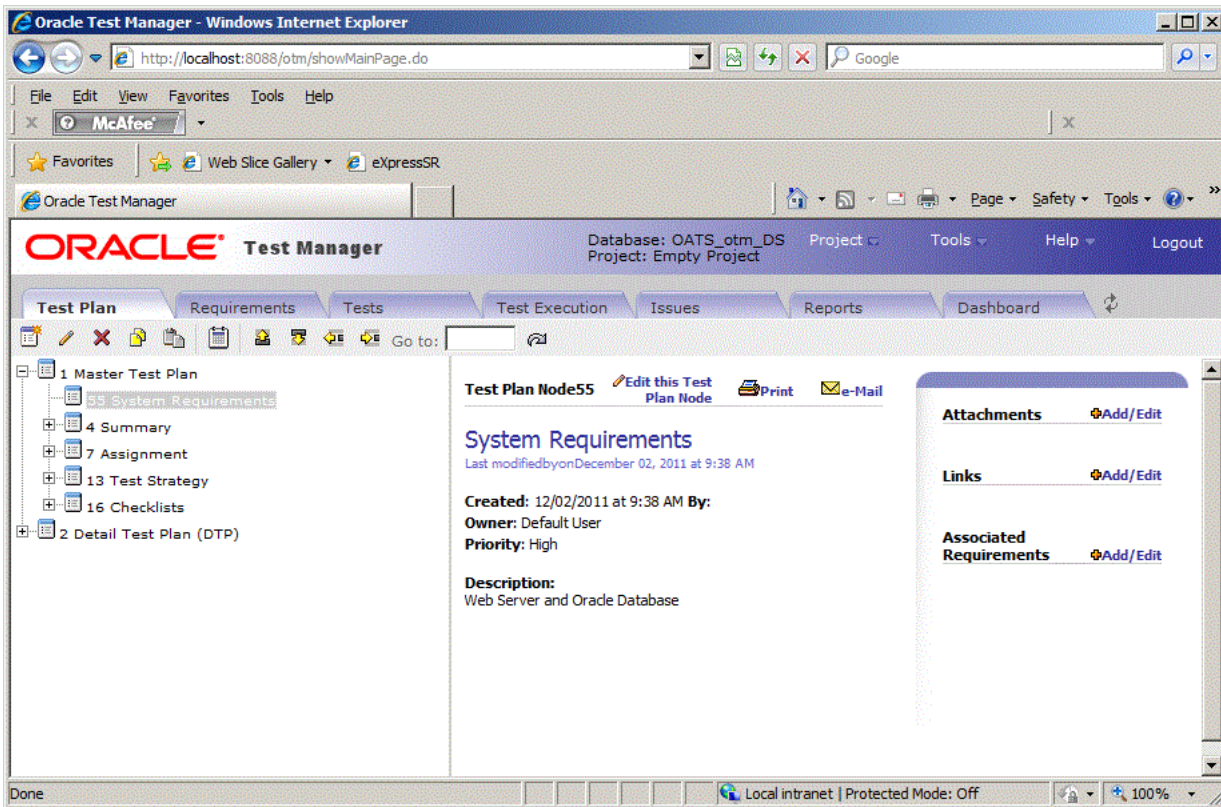 Oracle Test Manager - Windows Internet Explorer
http://localhost:8088/otm/showMainPage.do
Google
File Edit View Favorites Tools Help
McAfee
Favorites Web Slice Gallery eXpressSR
Oracle Test Manager
Page Safety Tools »
ORACLE Test Manager
Database: OATS_otm_DS Project Tools Help Logout
Project: Empty Project
Test Plan Requirements Tests Test Execution Issues Reports Dashboard
Go to:
1 Master Test Plan
55 System Requirements
4 Summary
7 Assignment
13 Test Strategy
16 Checklists
2 Detail Test Plan (DTP)
Test Plan Node55 Edit this Test Plan Node Print e-Mail
System Requirements
Last modifiedbyonDecember 02, 2011 at 9:38 AM
Created: 12/02/2011 at 9:38 AM By:
Owner: Default User
Priority: High
Description:
Web Server and Oracle Database
Attachments Add/Edit
Links Add/Edit
Associated
Requirements Add/Edit
Done Local intranet | Protected Mode: Off 100%